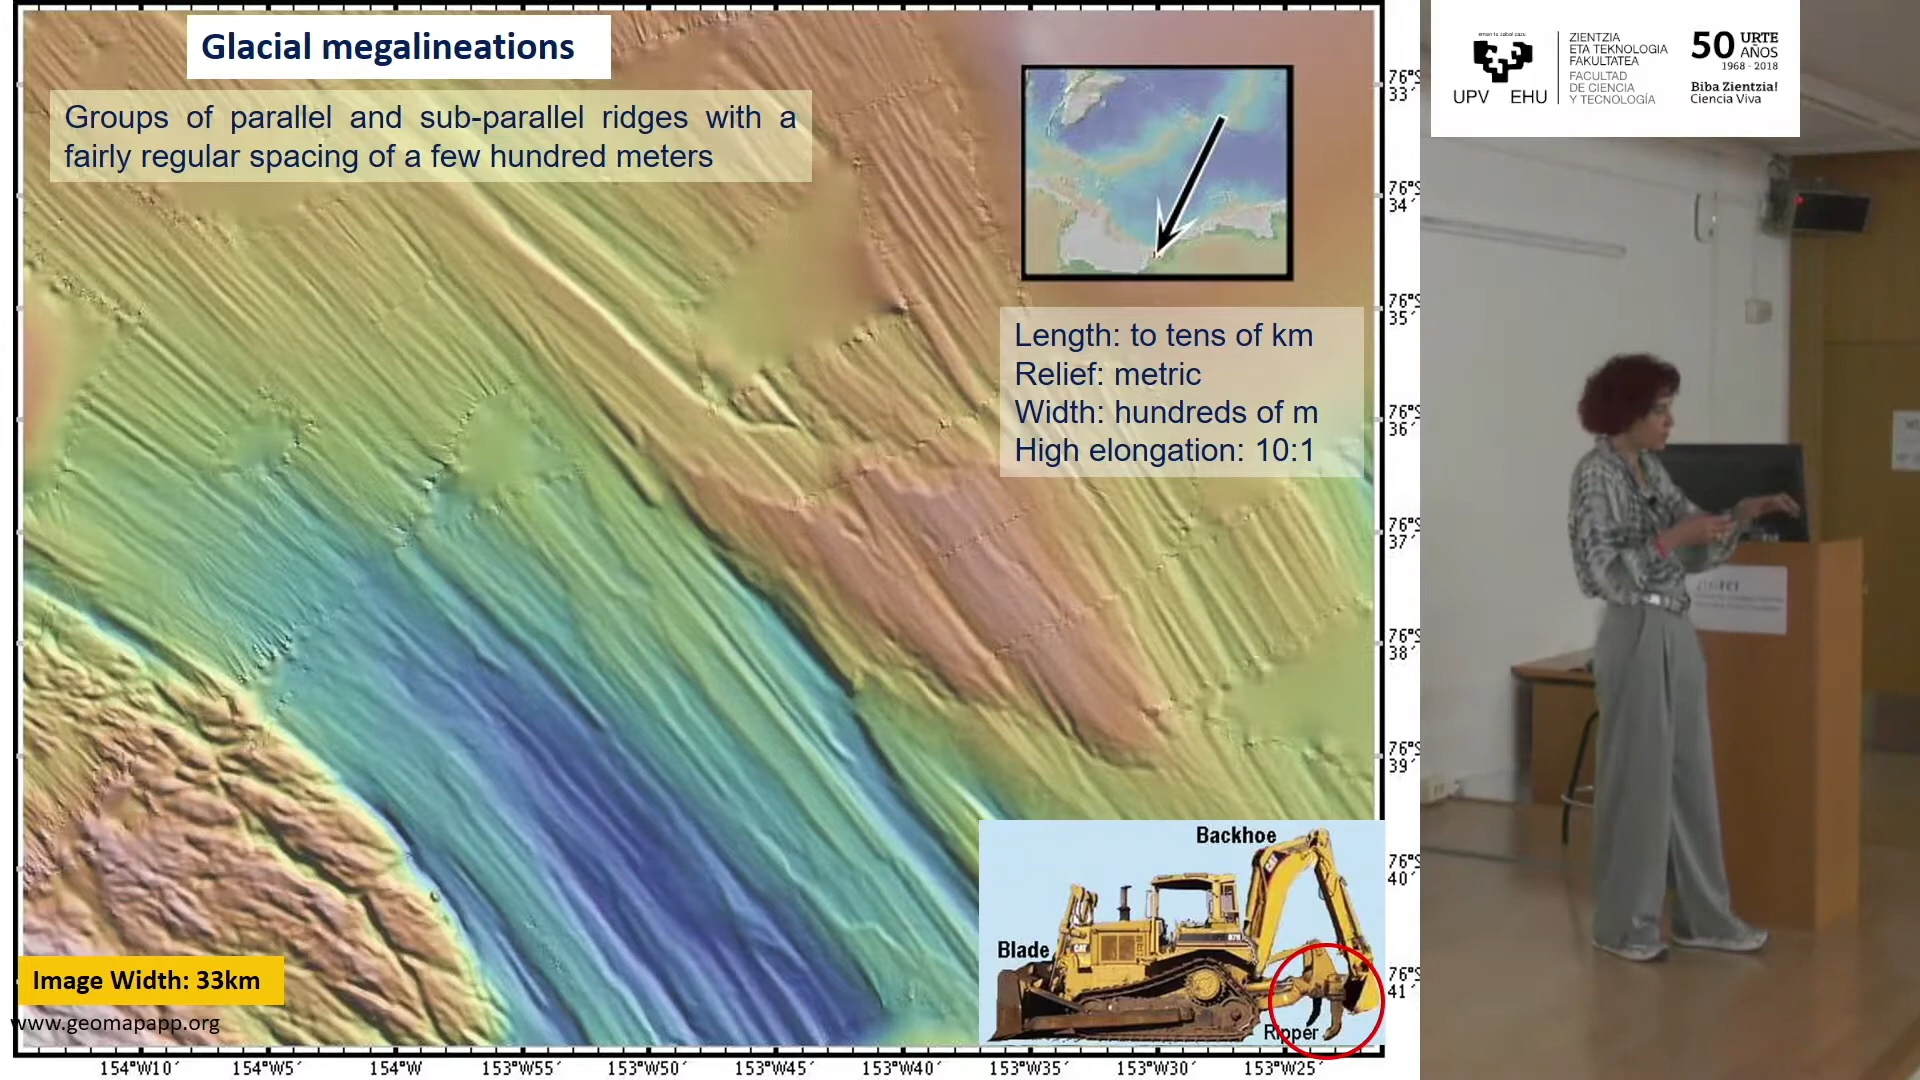 Glacial megalineations
Groups of parallel and sub-parallel ridges with a
fairly regular spacing of a few hundred meters
Length: to tens of km
Relief: metric
Width: hundreds of m
High elongation: 10:1
76°S
33´
76°S
34´
76°S
35´
76°S
36´
76°S
37´
76°S
38´
76°S
39´
76°S
40´
76°S
41´
Backhoe
Blade
CAT
Ripper
Image Width: 33km
www.geomapapp.org
154°W10´ 154°W5´ 154°W 153°W55´ 153°W50´ 153°W45´ 153°W40´ 153°W35´ 153°W30´ 153°W25´
eman ta zabal zazu
UPV EHU
ZIENTZIA
ETA TEKNOLOGIA
FAKULTATEA
FACULTAD
DE CIENCIA
Y TECNOLOGÍA
50 URTE
AÑOS
1968 - 2018
Biba Zientzia!
Ciencia Viva